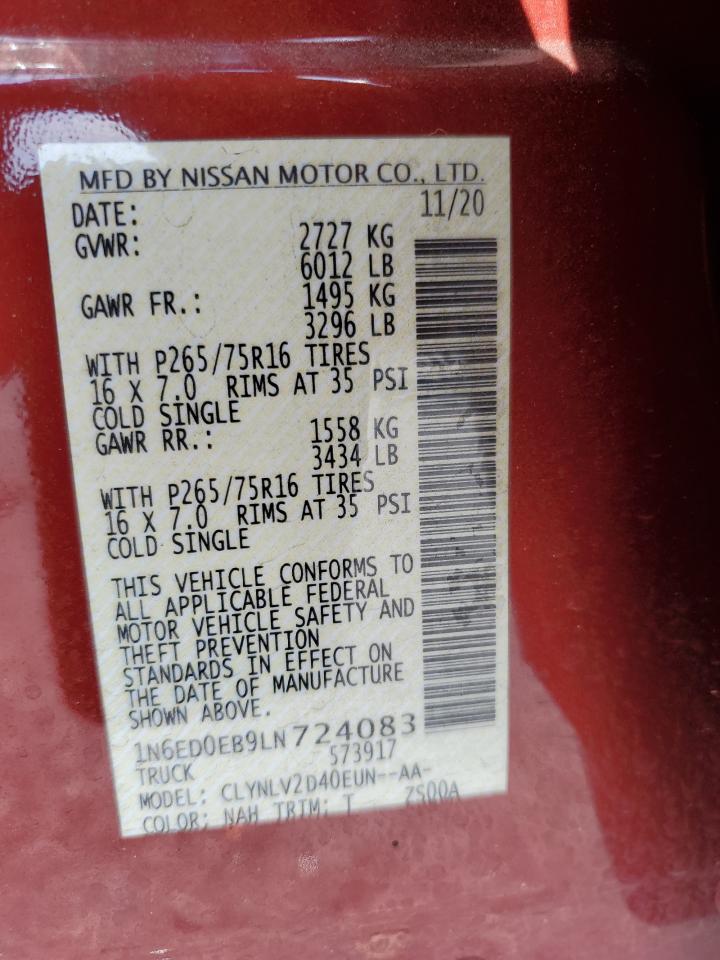 MFD BY NISSAN MOTOR CO., LTD.
DATE: 11/20
GVWR: 2727 KG
6012 LB
GAWR FR.: 1495 KG
3296 LB
WITH P265/75R16 TIRES
16 X 7.0 RIMS AT 35 PSI
COLD SINGLE
GAWR RR.: 1558 KG
3434 LB
WITH P265/75R16 TIRES
16 X 7.0 RIMS AT 35 PSI
COLD SINGLE
THIS VEHICLE CONFORMS TO
ALL APPLICABLE FEDERAL
MOTOR VEHICLE SAFETY AND
THEFT PREVENTION
STANDARDS IN EFFECT ON
THE DATE OF MANUFACTURE
SHOWN ABOVE.
1N6ED0EB9LN724083
TRUCK 573917
MODEL: CLYNLV2D40EUN--AA-
COLOR: NAH TRIM: T ZS00A